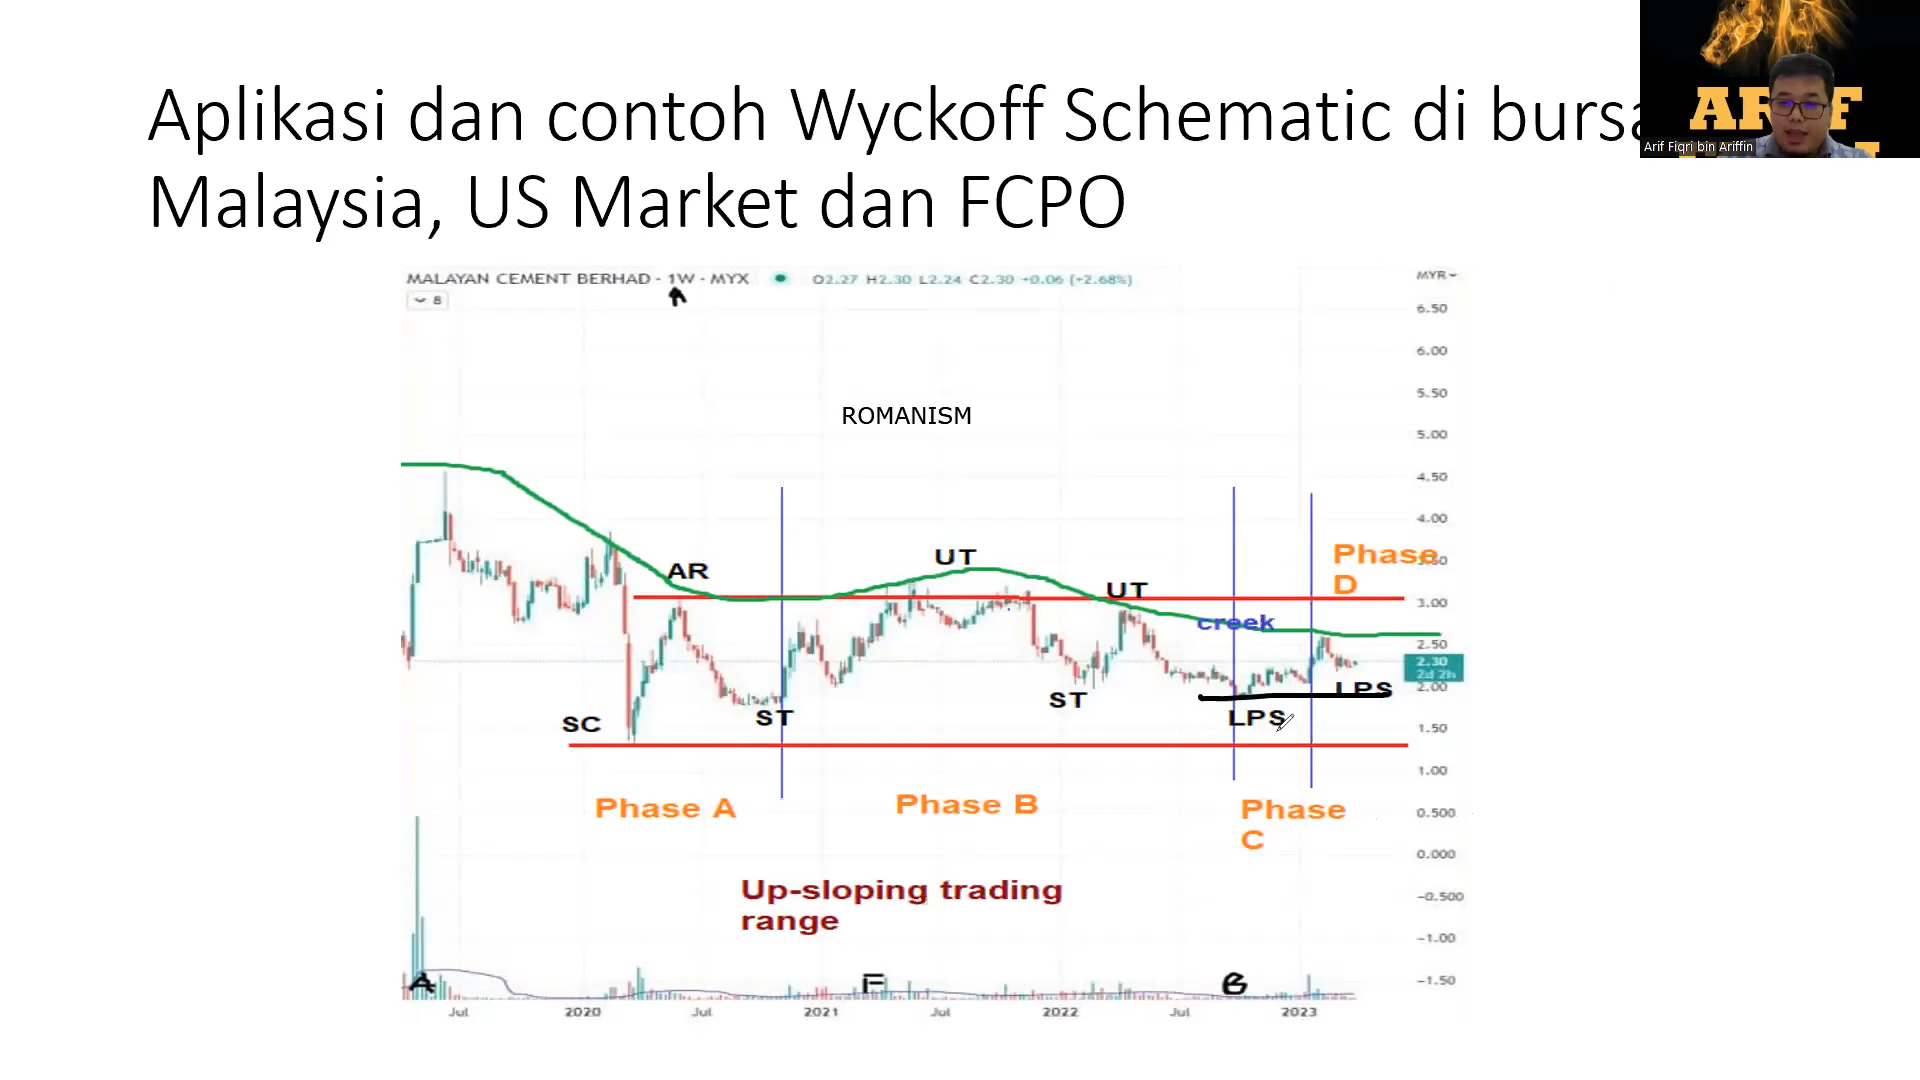 Aplikasi dan contoh Wyckoff Schematic di bursa
Malaysia, US Market dan FCPO
Arif Fiqri bin Ariffin
MALAYAN CEMENT BERHAD - 1W - MYX
O2.27 H2.30 L2.24 C2.30 +0.06 (+2.68%)
MYR
8
6.50
6.00
5.50
5.00
4.50
4.00
3.00
2.50
2.30
2d 2h
2.00
1.50
1.00
0.500
0.000
-0.500
-1.00
-1.50
ROMANISM
AR
UT
UT
Phase
D
creek
SC
ST
ST
LPS
LPS
Phase A
Phase B
Phase
C
Up-sloping trading
range
A
F
B
Jul
2020
Jul
2021
Jul
2022
Jul
2023